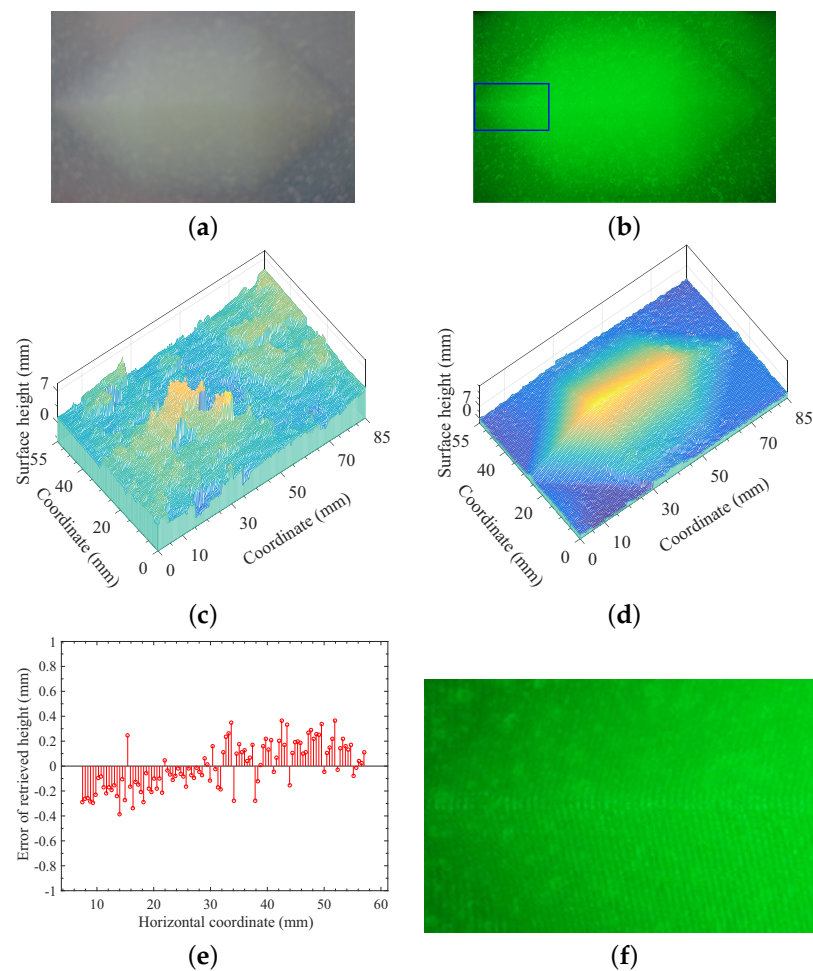 (a)
(b)
Surface height (mm)
7
0
55
40
20
0
Coordinate (mm)
0
10
30
50
70
85
Coordinate (mm)
(c)
Surface height (mm)
7
0
55
40
20
0
Coordinate (mm)
0
10
30
50
70
85
Coordinate (mm)
(d)
Error of retrieved height (mm)
1
0.8
0.6
0.4
0.2
0
-0.2
-0.4
-0.6
-0.8
-1
10
20
30
40
50
60
Horizontal coordinate (mm)
(e)
(f)